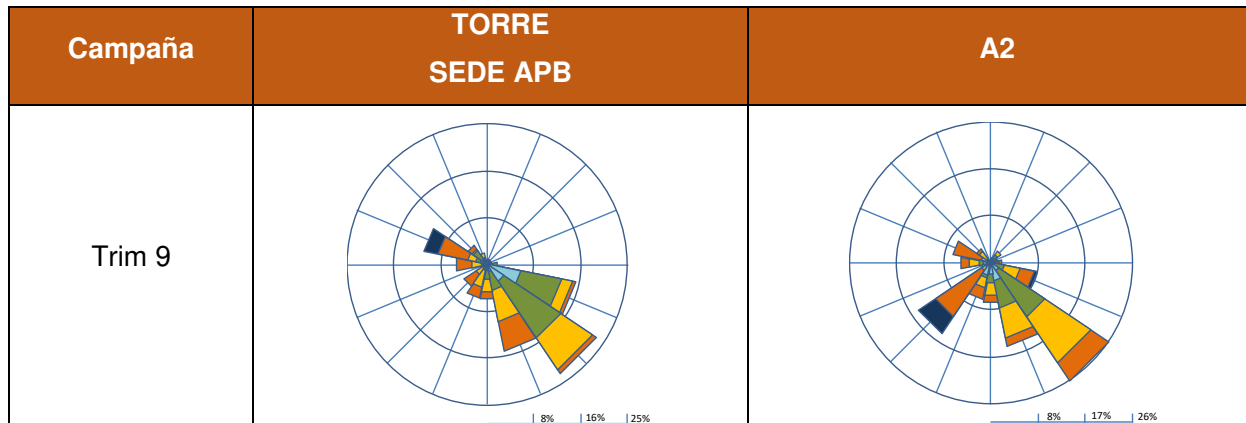 Campaña
TORRE
SEDE APB
A2
Trim 9
8% 16% 25%
8% 17% 26%